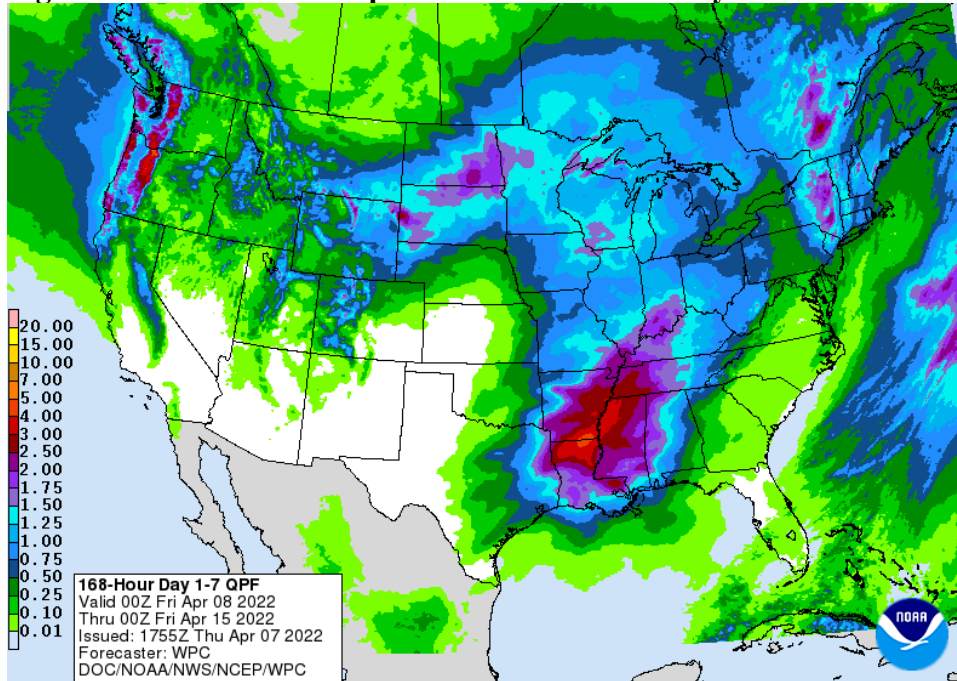 20.00
15.00
10.00
7.00
5.00
4.00
3.00
2.50
2.00
1.75
1.50
1.25
1.00
0.75
0.50
0.25
0.10
0.01
168-Hour Day 1-7 QPF
Valid 00Z Fri Apr 08 2022
Thru 00Z Fri Apr 15 2022
Issued: 1755Z Thu Apr 07 2022
Forecaster: WPC
DOC/NOAA/NWS/NCEP/WPC
NOAA